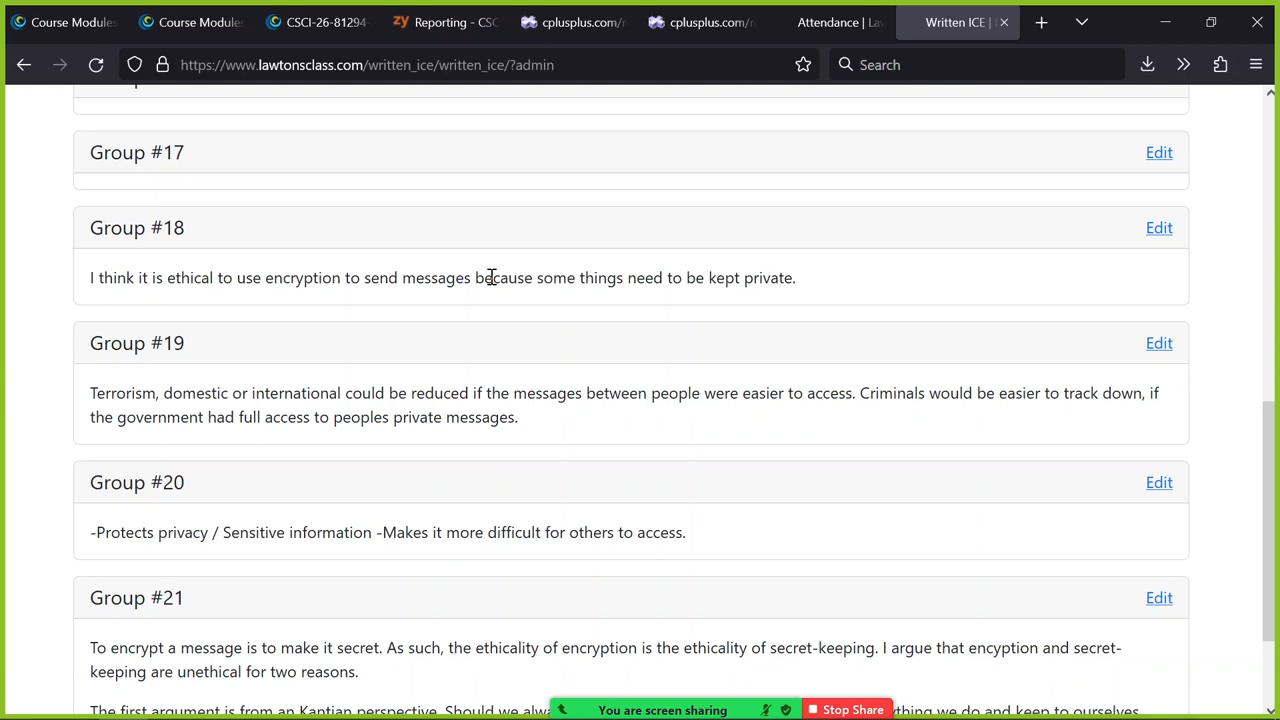 Course Modules
Course Modules
CSCI-26-81294-
Reporting - CSC
cplusplus.com/r
cplusplus.com/r
Attendance | La
Written ICE |
https://www.lawtonsclass.com/written_ice/written_ice/?admin
Search
Group #17
Edit
Group #18
Edit
I think it is ethical to use encryption to send messages because some things need to be kept private.
Group #19
Edit
Terrorism, domestic or international could be reduced if the messages between people were easier to access. Criminals would be easier to track down, if
the government had full access to peoples private messages.
Group #20
Edit
-Protects privacy / Sensitive information -Makes it more difficult for others to access.
Group #21
Edit
To encrypt a message is to make it secret. As such, the ethicality of encryption is the ethicality of secret-keeping. I argue that encyption and secret-
keeping are unethical for two reasons.
The first argument is from an Kantian perspective. Should we alwa
thing we do and keep to ourselves
You are screen sharing
Stop Share